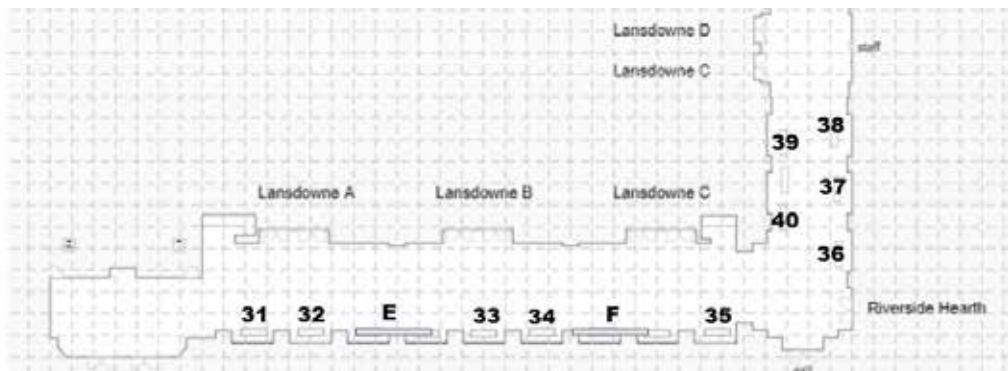 Lansdowne D
staff
Lansdowne C
38
39
37
Lansdowne A
Lansdowne B
Lansdowne C
40
36
31
32
E
33
34
F
35
Riverside Hearth